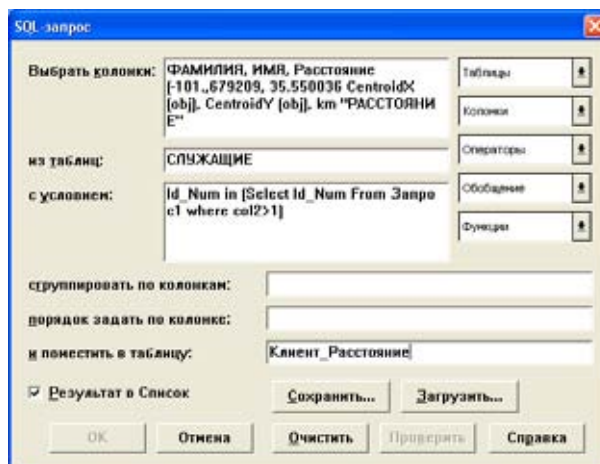 SQL-запрос
Выбрать колонки:
ФАМИЛИЯ, ИМЯ, Расстояние
(-101.,679209, 35.550036 CentroidX
(obj), CentroidY (obj), km "РАССТОЯНИ
Е"
Таблицы
Колонки
Операторы
Обобщение
Функции
из таблиц:
СЛУЖАЩИЕ
с условием:
Id_Num in (Select Id_Num From Запро
с1 where col2>1)
сгруппировать по колонкам:
порядок задать по колонке:
и поместить в таблицу:
Клиент_Расстояние
Результат в Список
Сохранить...
Загрузить...
OK
Отмена
Очистить
Проверить
Справка